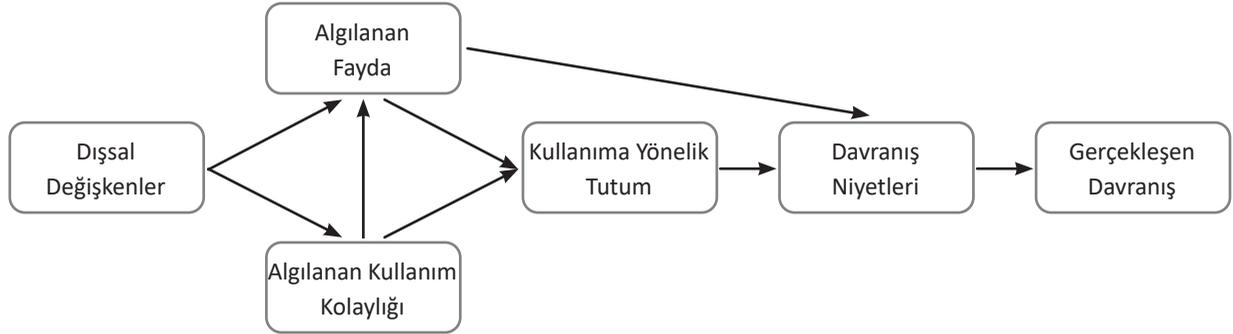 Algılanan
Fayda
Dışsal
Değişkenler
Kullanıma Yönelik
Tutum
Davranış
Niyetleri
Gerçekleşen
Davranış
Algılanan Kullanım
Kolaylığı